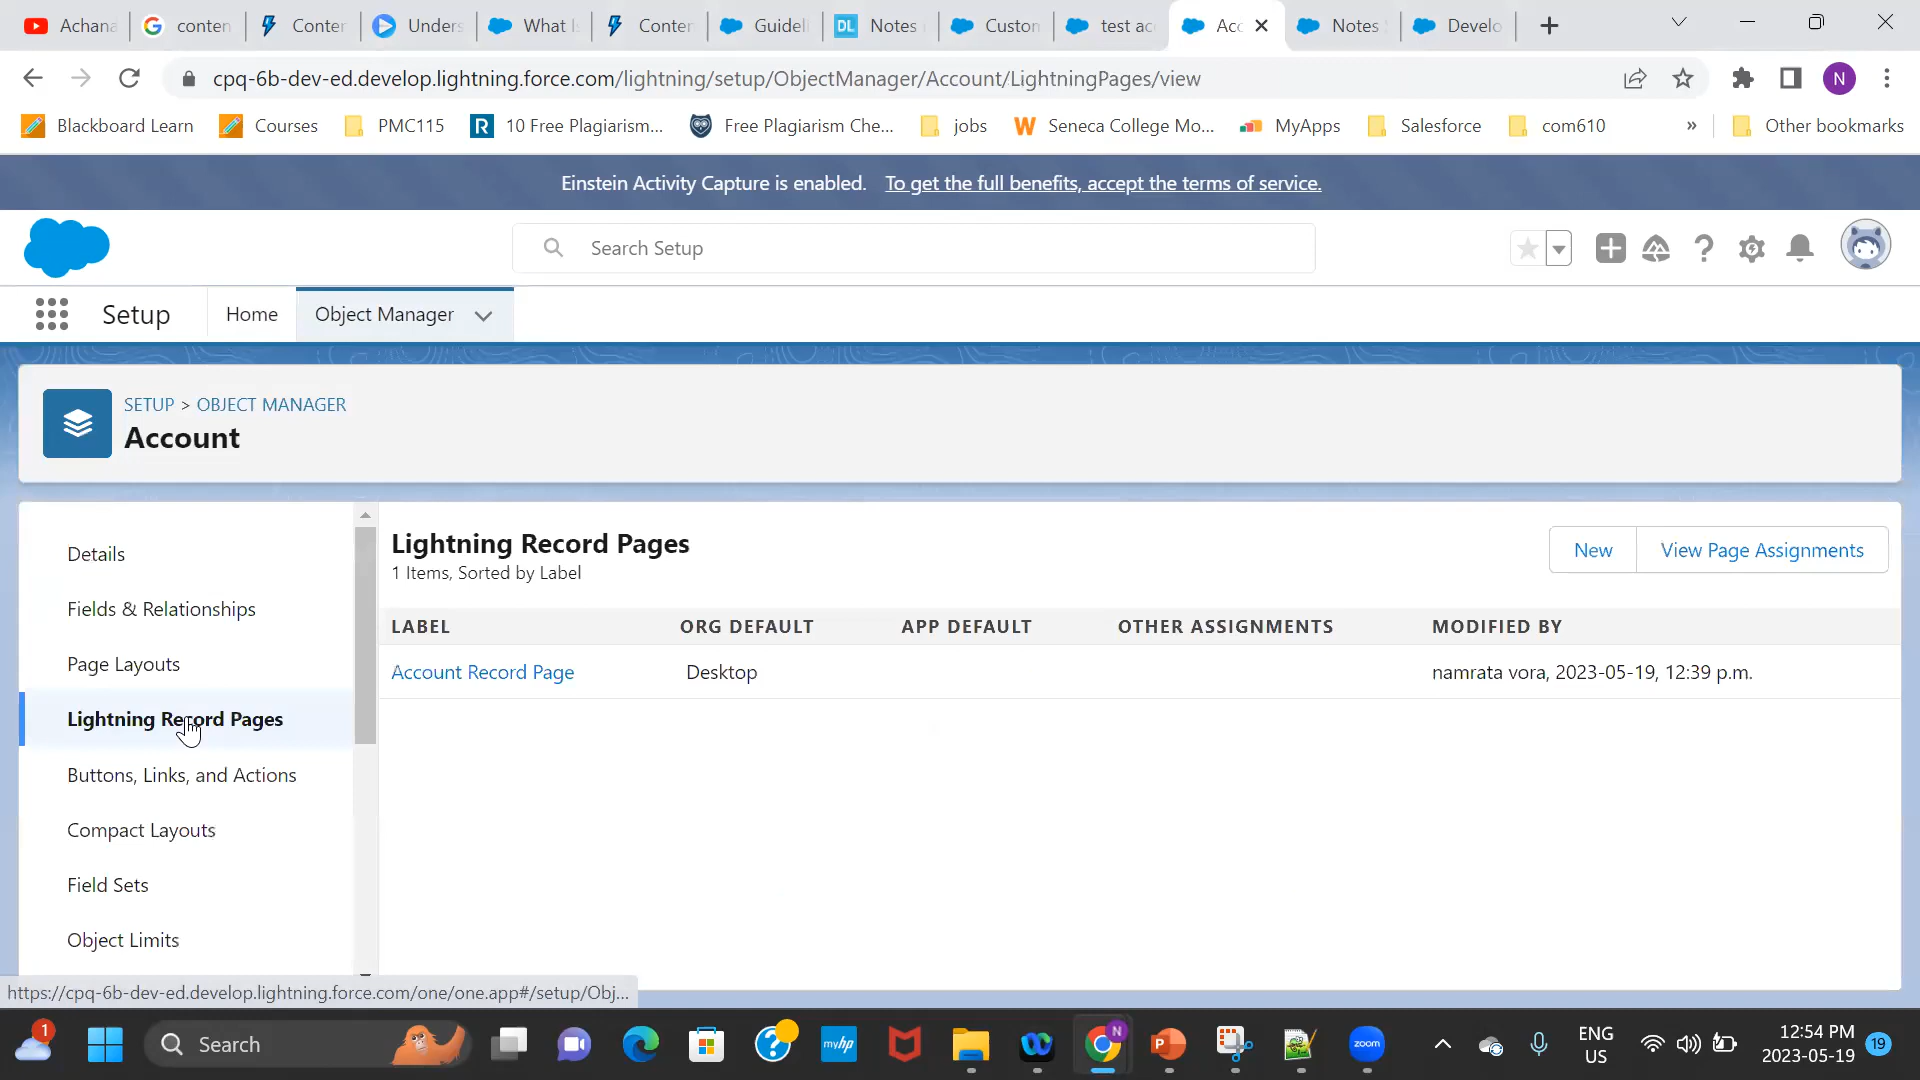 Achana
conten
Conter
Unders
What I
Conter
Guideli
DL Notes
Custon
test acc
Acc
Notes
Develo
cpq-6b-dev-ed.develop.lightning.force.com/lightning/setup/ObjectManager/Account/LightningPages/view
N
Blackboard Learn
Courses
PMC115
R 10 Free Plagiarism...
Free Plagiarism Che...
jobs
W Seneca College Mo...
MyApps
Salesforce
com610
»
Other bookmarks
Einstein Activity Capture is enabled. To get the full benefits, accept the terms of service.
Search Setup
Setup
Home
Object Manager
SETUP > OBJECT MANAGER
Account
Details
Fields & Relationships
Page Layouts
Lightning Record Pages
Buttons, Links, and Actions
Compact Layouts
Field Sets
Object Limits
Lightning Record Pages
1 Items, Sorted by Label
New
View Page Assignments
LABEL ORG DEFAULT APP DEFAULT OTHER ASSIGNMENTS MODIFIED BY
Account Record Page Desktop namrata vora, 2023-05-19, 12:39 p.m.
https://cpq-6b-dev-ed.develop.lightning.force.com/one/one.app#/setup/Obj...
1
Search
myhp
N
zoom
ENG
US
12:54 PM
2023-05-19
19